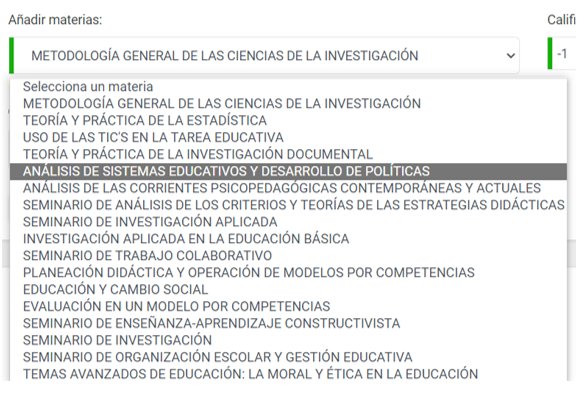 Añadir materias:
Calif
METODOLOGÍA GENERAL DE LAS CIENCIAS DE LA INVESTIGACIÓN
-1
Selecciona un materia
METODOLOGÍA GENERAL DE LAS CIENCIAS DE LA INVESTIGACIÓN
TEORÍA Y PRÁCTICA DE LA ESTADÍSTICA
USO DE LAS TIC'S EN LA TAREA EDUCATIVA
TEORÍA Y PRÁCTICA DE LA INVESTIGACIÓN DOCUMENTAL
ANÁLISIS DE SISTEMAS EDUCATIVOS Y DESARROLLO DE POLÍTICAS
ANÁLISIS DE LAS CORRIENTES PSICOPEDAGÓGICAS CONTEMPORÁNEAS Y ACTUALES
SEMINARIO DE ANÁLISIS DE LOS CRITERIOS Y TEORÍAS DE LAS ESTRATEGIAS DIDÁCTICAS
SEMINARIO DE INVESTIGACIÓN APLICADA
INVESTIGACIÓN APLICADA EN LA EDUCACIÓN BÁSICA
SEMINARIO DE TRABAJO COLABORATIVO
PLANEACIÓN DIDÁCTICA Y OPERACIÓN DE MODELOS POR COMPETENCIAS
EDUCACIÓN Y CAMBIO SOCIAL
EVALUACIÓN EN UN MODELO POR COMPETENCIAS
SEMINARIO DE ENSEÑANZA-APRENDIZAJE CONSTRUCTIVISTA
SEMINARIO DE INVESTIGACIÓN
SEMINARIO DE ORGANIZACIÓN ESCOLAR Y GESTIÓN EDUCATIVA
TEMAS AVANZADOS DE EDUCACIÓN: LA MORAL Y ÉTICA EN LA EDUCACIÓN